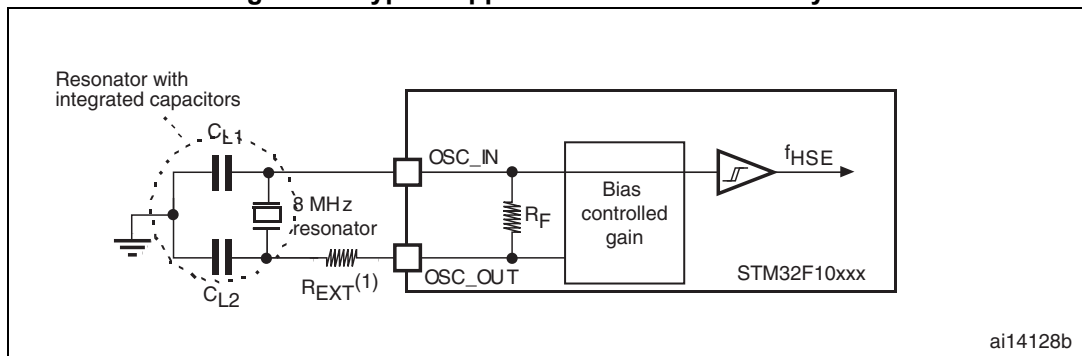 Resonator with
integrated capacitors
CL1
OSC_IN
fHSE
8 MHz
resonator
RF
Bias
controlled
gain
REXT(1)
OSC_OUT
STM32F10xxx
CL2
ai14128b